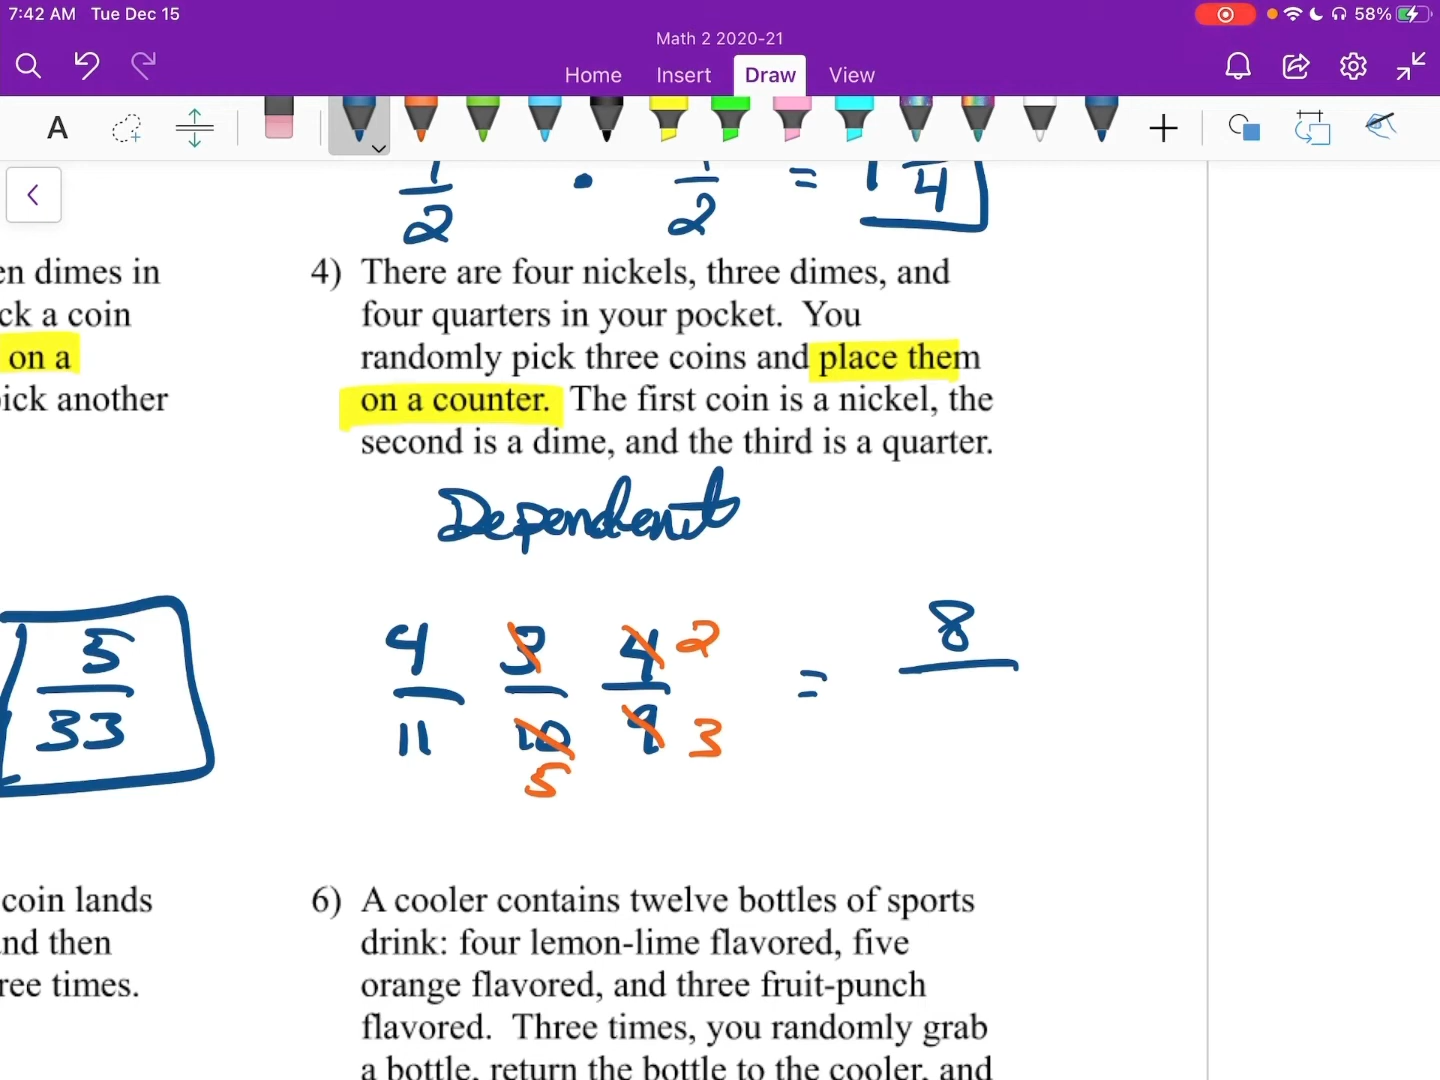 7:42 AM Tue Dec 15
58%
Math 2 2020-21
Home Insert Draw View
A
1/2 · 1/2 = 1/4
en dimes in
ck a coin
on a
ick another
4) There are four nickels, three dimes, and
four quarters in your pocket. You
randomly pick three coins and place them
on a counter. The first coin is a nickel, the
second is a dime, and the third is a quarter.
Dependent
5
33
4 3 4 2
11 10 9 3
5
=
8
coin lands
nd then
ree times.
6) A cooler contains twelve bottles of sports
drink: four lemon-lime flavored, five
orange flavored, and three fruit-punch
flavored. Three times, you randomly grab
a bottle, return the bottle to the cooler, and